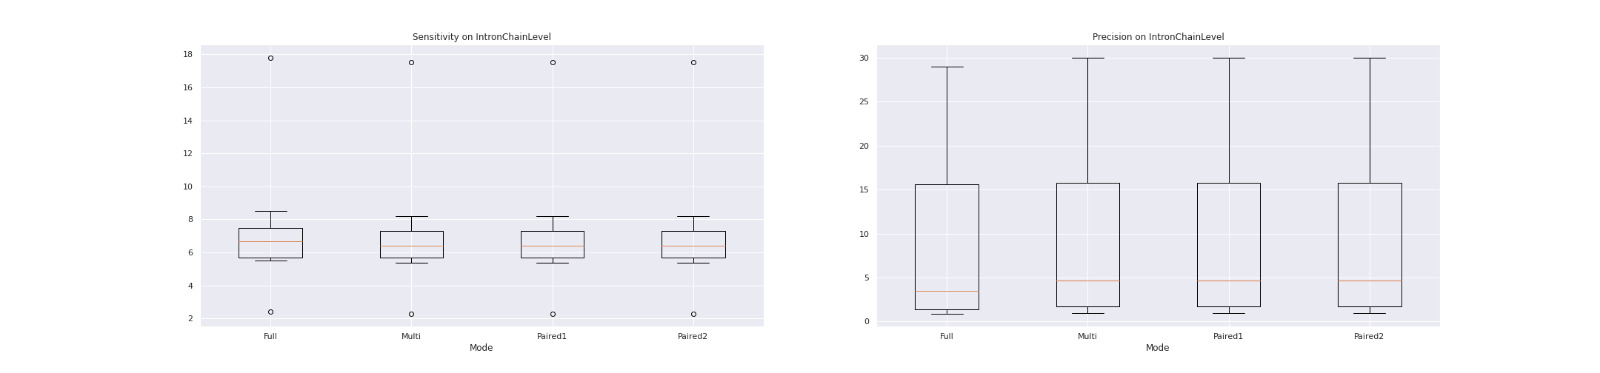 Sensitivity on IntronChainLevel
18
16
14
12
10
8
6
4
2
Full Multi Paired1 Paired2
Mode
Precision on IntronChainLevel
30
25
20
15
10
5
0
Full Multi Paired1 Paired2
Mode